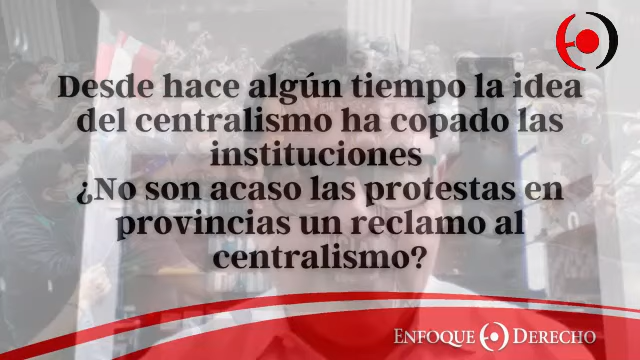 Desde hace algún tiempo la idea
del centralismo ha copado las
instituciones
¿No son acaso las protestas en
provincias un reclamo al
centralismo?
ENFOQUE DERECHO